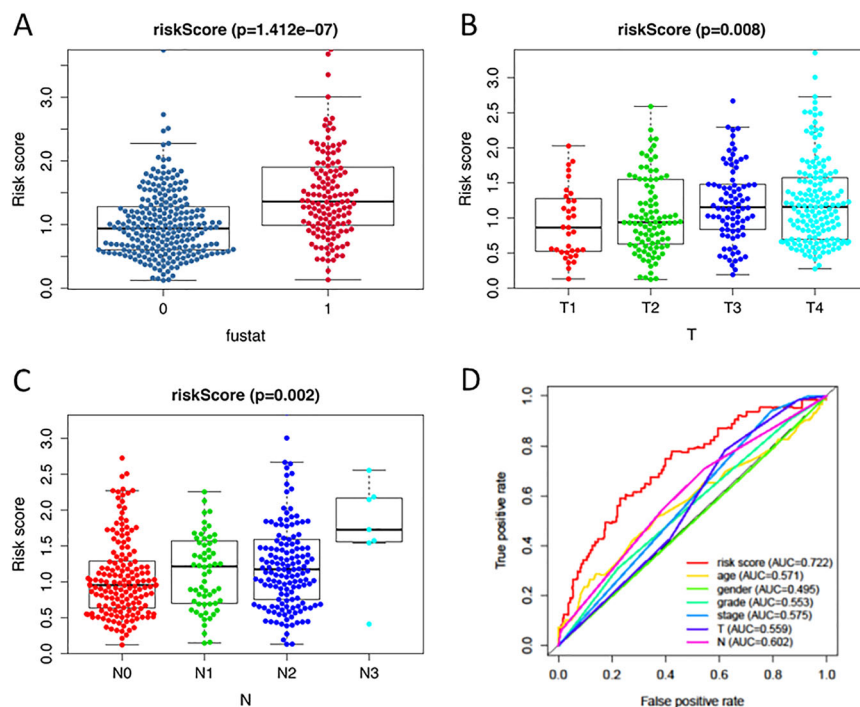 A
riskScore (p=1.412e−07)
Risk score
3.0
2.0
1.0
0.0
0
1
fustat
B
riskScore (p=0.008)
Risk score
3.0
2.5
2.0
1.5
1.0
0.5
0.0
T1
T2
T3
T4
T
C
riskScore (p=0.002)
Risk score
3.0
2.5
2.0
1.5
1.0
0.5
0.0
N0
N1
N2
N3
N
D
True positive rate
1.0
0.8
0.6
0.4
0.2
0.0
risk score (AUC=0.722)
age (AUC=0.571)
gender (AUC=0.495)
grade (AUC=0.553)
stage (AUC=0.575)
T (AUC=0.559)
N (AUC=0.602)
0.0
0.2
0.4
0.6
0.8
1.0
False positive rate